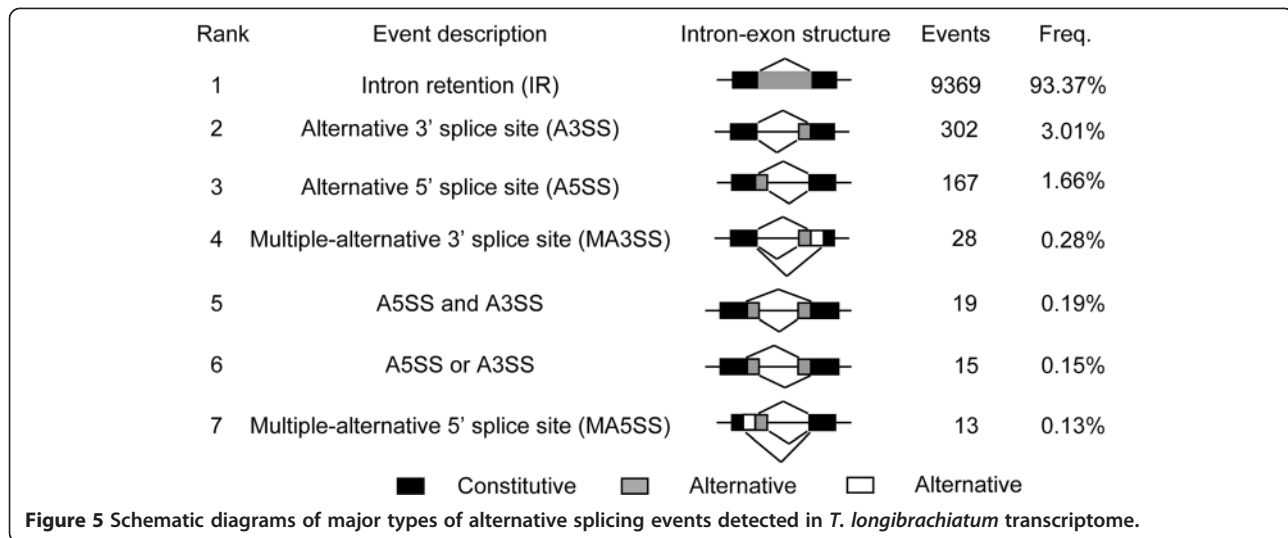 Rank Event description Intron-exon structure Events Freq.
1 Intron retention (IR) 9369 93.37%
2 Alternative 3' splice site (A3SS) 302 3.01%
3 Alternative 5' splice site (A5SS) 167 1.66%
4 Multiple-alternative 3' splice site (MA3SS) 28 0.28%
5 A5SS and A3SS 19 0.19%
6 A5SS or A3SS 15 0.15%
7 Multiple-alternative 5' splice site (MA5SS) 13 0.13%
Constitutive Alternative Alternative
Figure 5 Schematic diagrams of major types of alternative splicing events detected in T. longibrachiatum transcriptome.